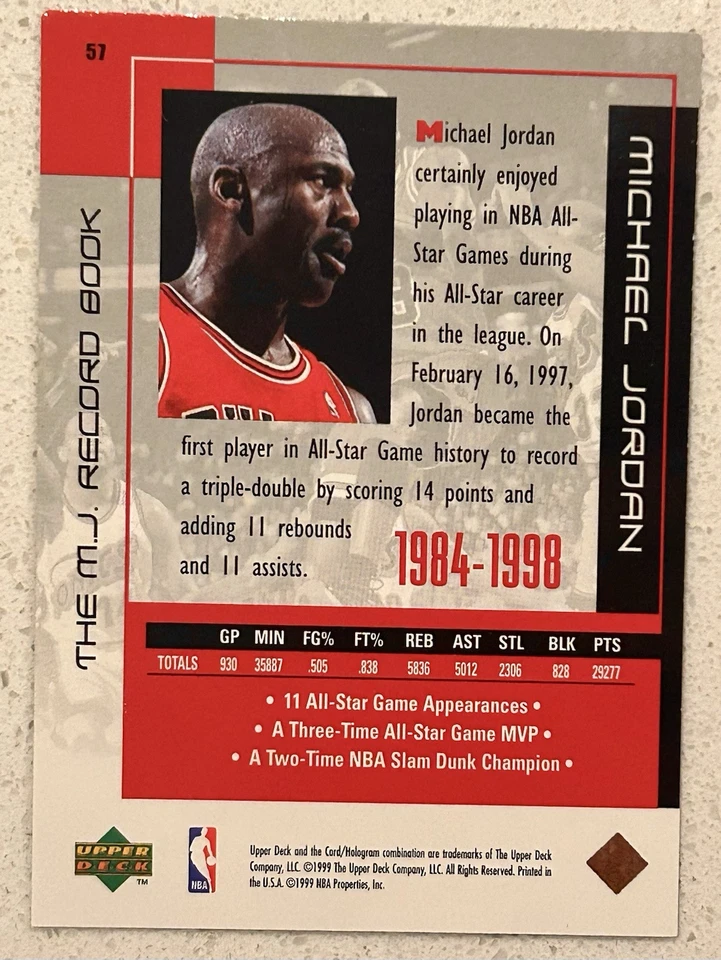 57
THE M.J. RECORD BOOK
MICHAEL JORDAN
Michael Jordan
certainly enjoyed
playing in NBA All-
Star Games during
his All-Star career
in the league. On
February 16, 1997,
Jordan became the
first player in All-Star Game history to record
a triple-double by scoring 14 points and
adding 11 rebounds
and 11 assists.
1984-1998
GP MIN FG% FT% REB AST STL BLK PTS
TOTALS 930 35887 .505 .838 5836 5012 2306 828 29277
• 11 All-Star Game Appearances •
• A Three-Time All-Star Game MVP •
• A Two-Time NBA Slam Dunk Champion •
UPPER
DECK
TM
NBA
Upper Deck and the Card/Hologram combination are trademarks of The Upper Deck
Company, LLC. ©1999 The Upper Deck Company, LLC. All Rights Reserved. Printed in
the U.S.A. ©1999 NBA Properties, Inc.